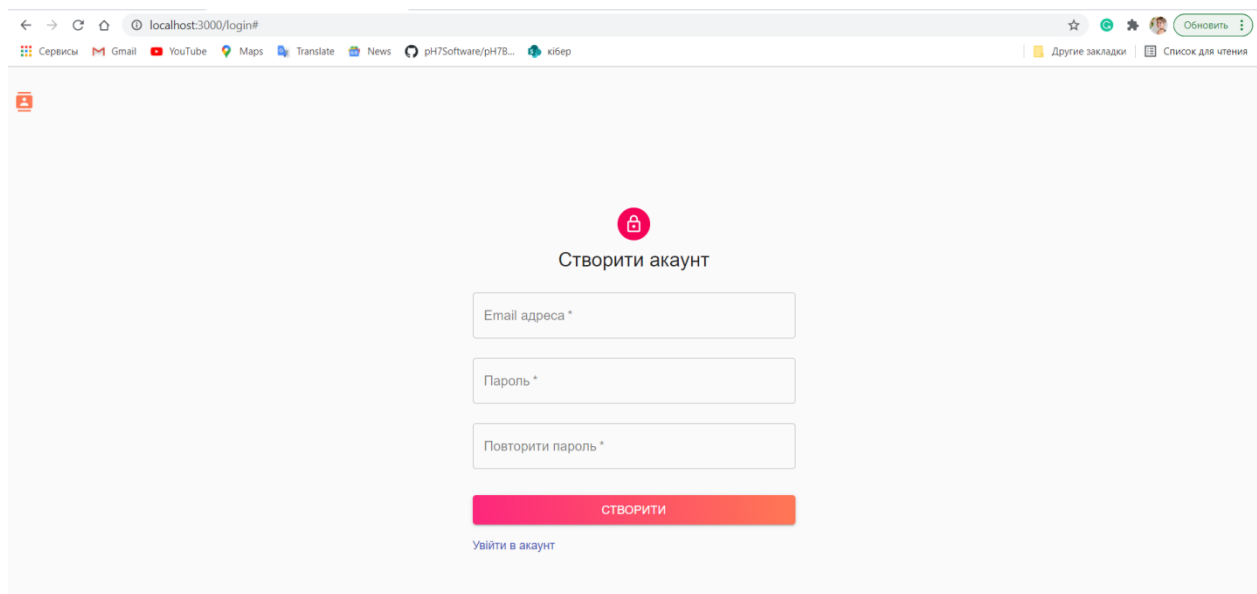 localhost:3000/login#
Обновить
Сервисы Gmail YouTube Maps Translate News pH7Software/pH7B... кібер Другие закладки Список для чтения
Створити акаунт
Email адреса *
Пароль *
Повторити пароль *
СТВОРИТИ
Увійти в акаунт